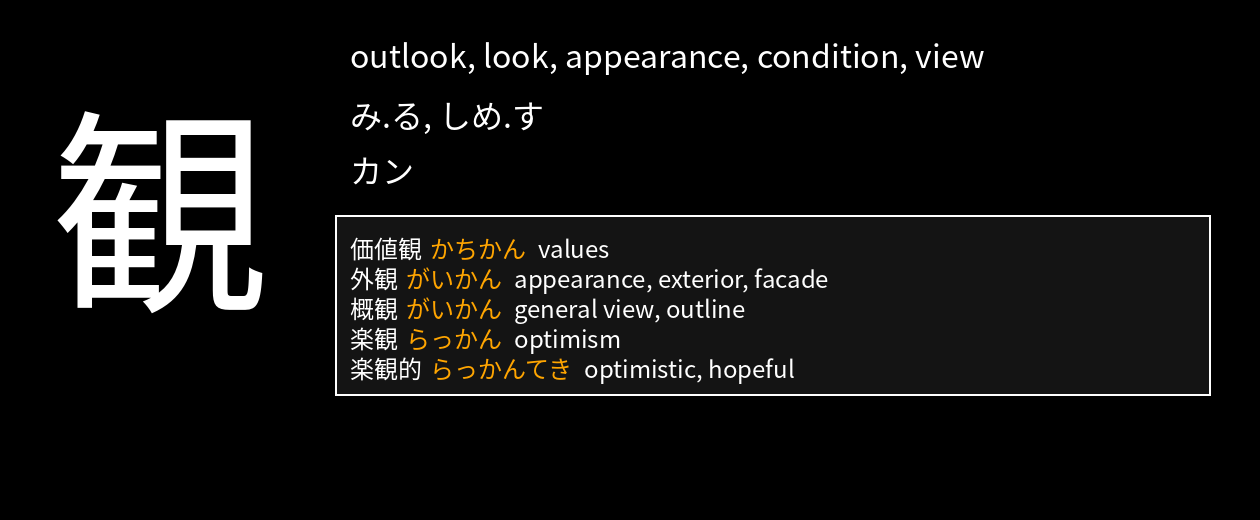 観
outlook, look, appearance, condition, view
み.る, しめ.す
カン
価値観 かちかん values
外観 がいかん appearance, exterior, facade
概観 がいかん general view, outline
楽観 らっかん optimism
楽観的 らっかんてき optimistic, hopeful